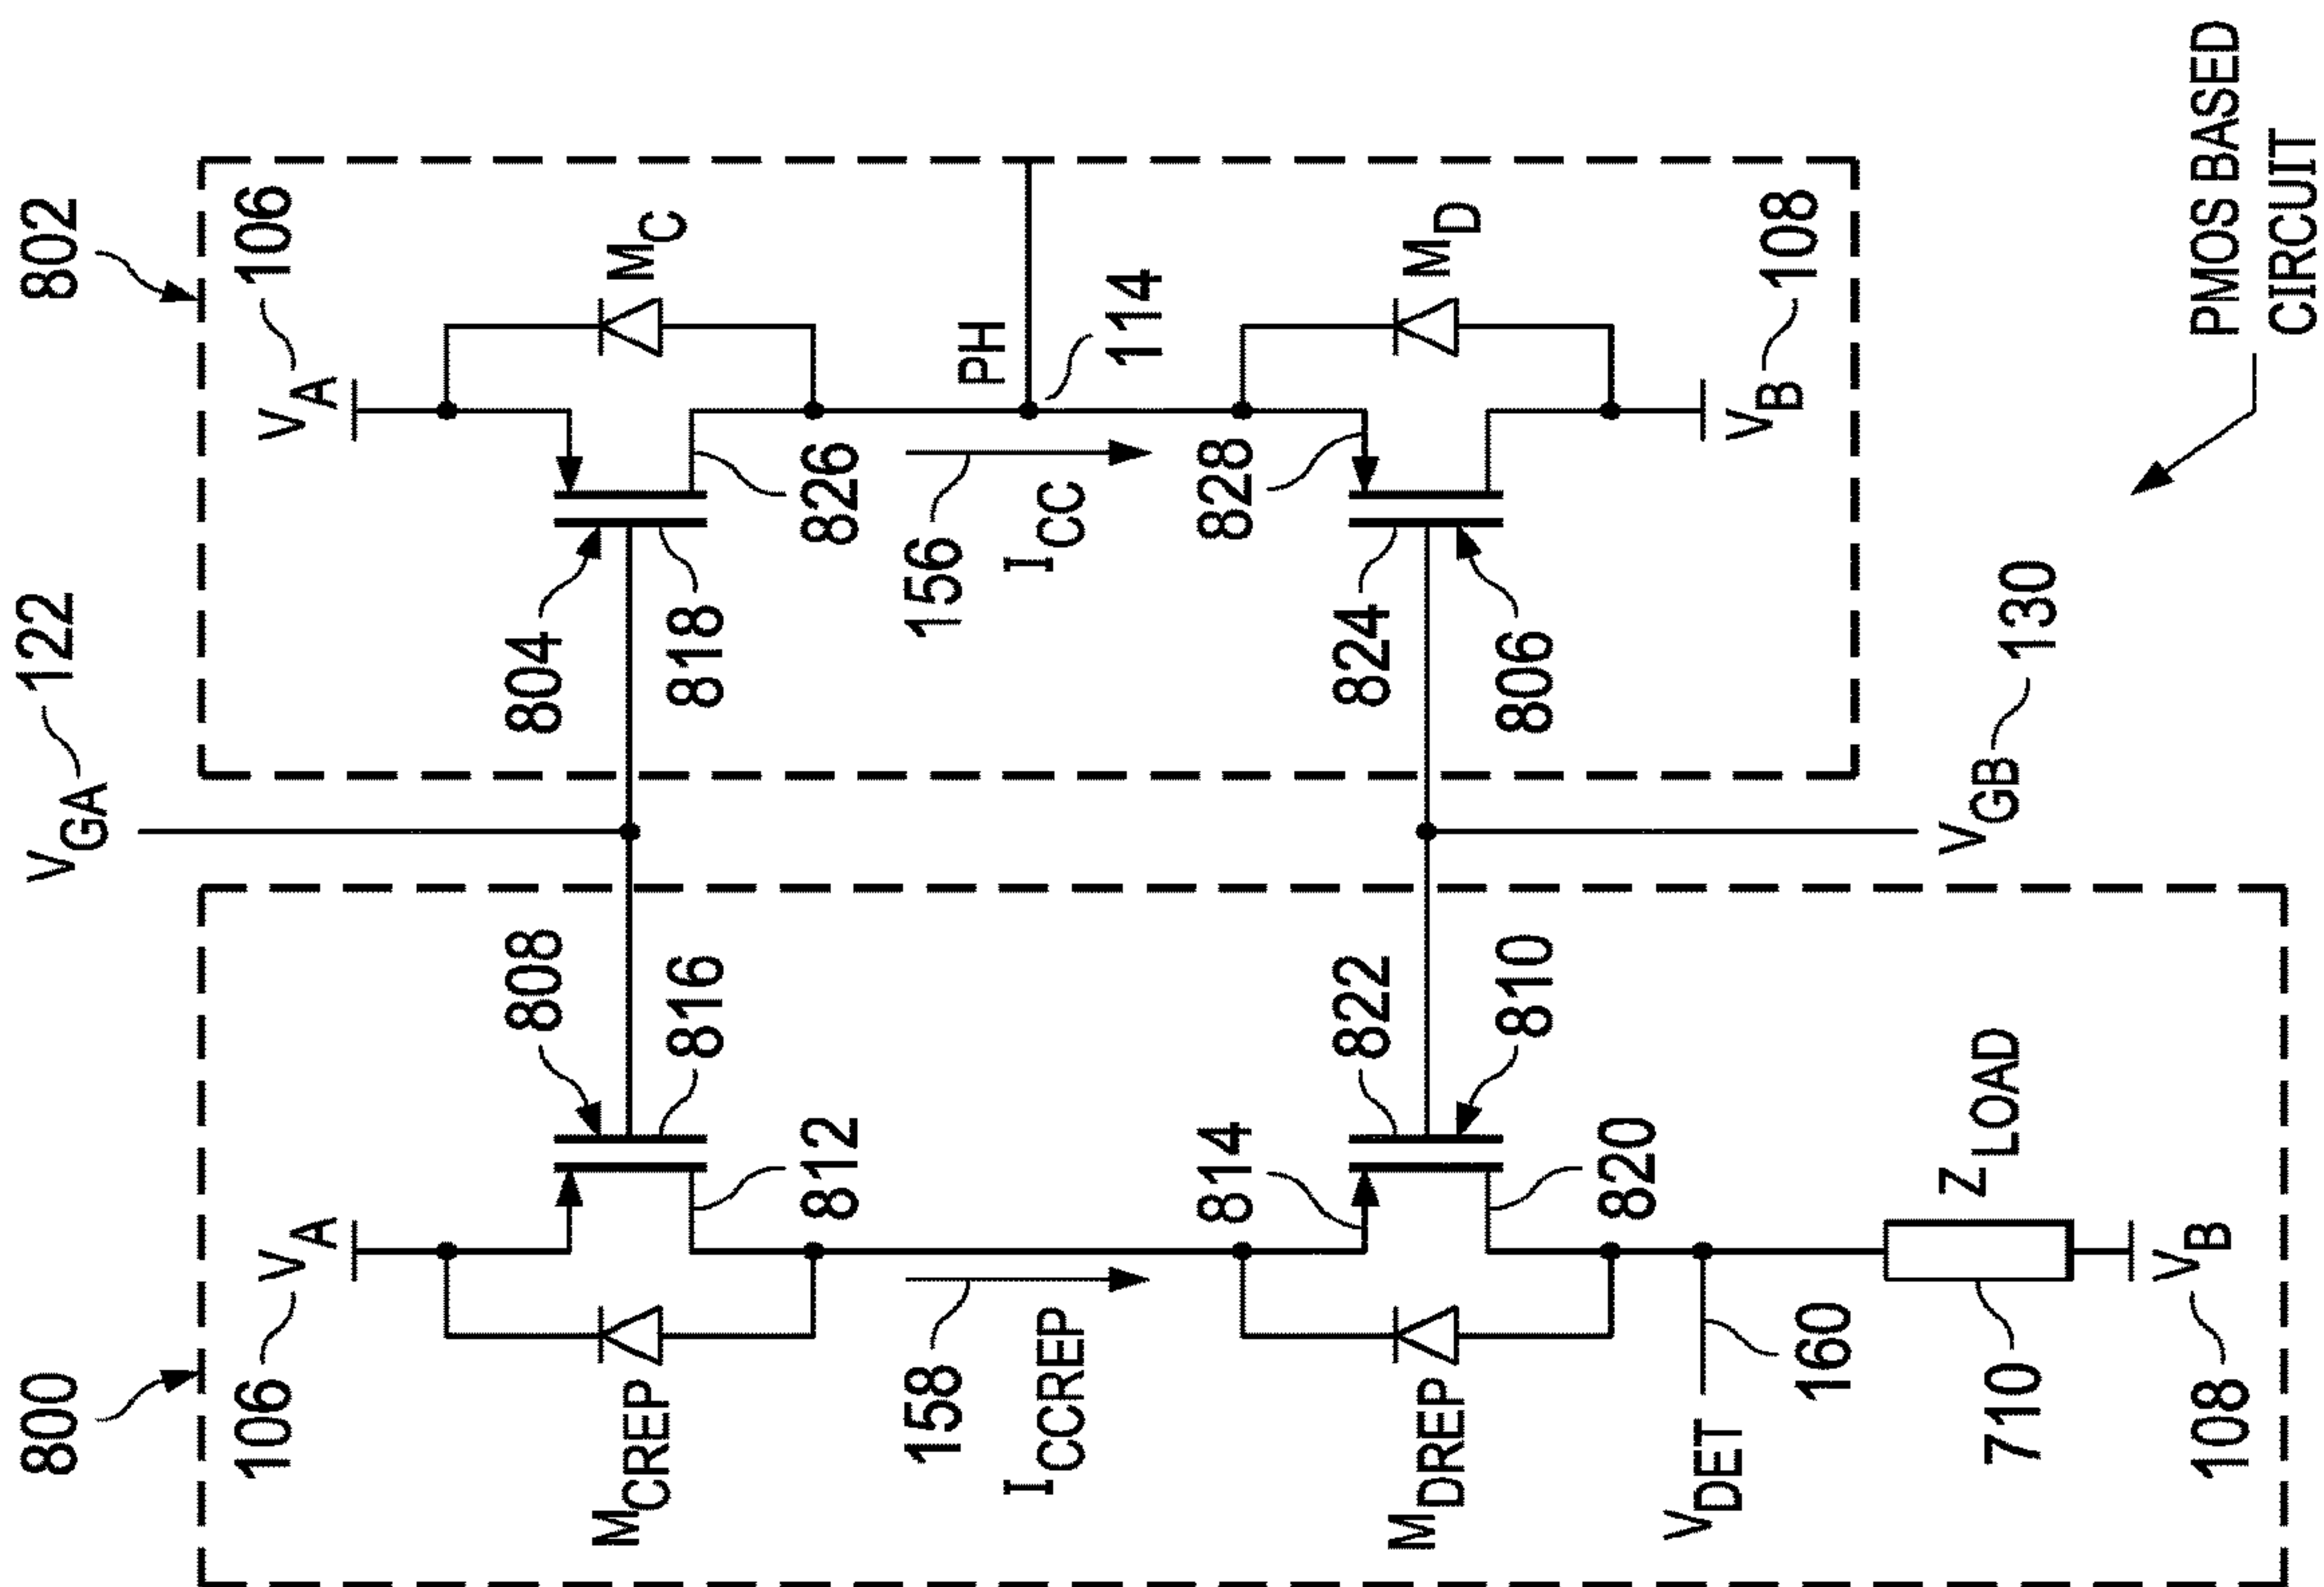 800
V_GA 122
802
106 V_A
V_A 106
808
804
M_CREP
M_C
816
818
812
826
158
156
PH
I_CCREP
I_CC
114
814
828
822
824
M_DREP
M_D
810
806
820
V_DET
V_B 108
160
Z_LOAD
V_GB 130
710
108 V_B
PMOS BASED
CIRCUIT